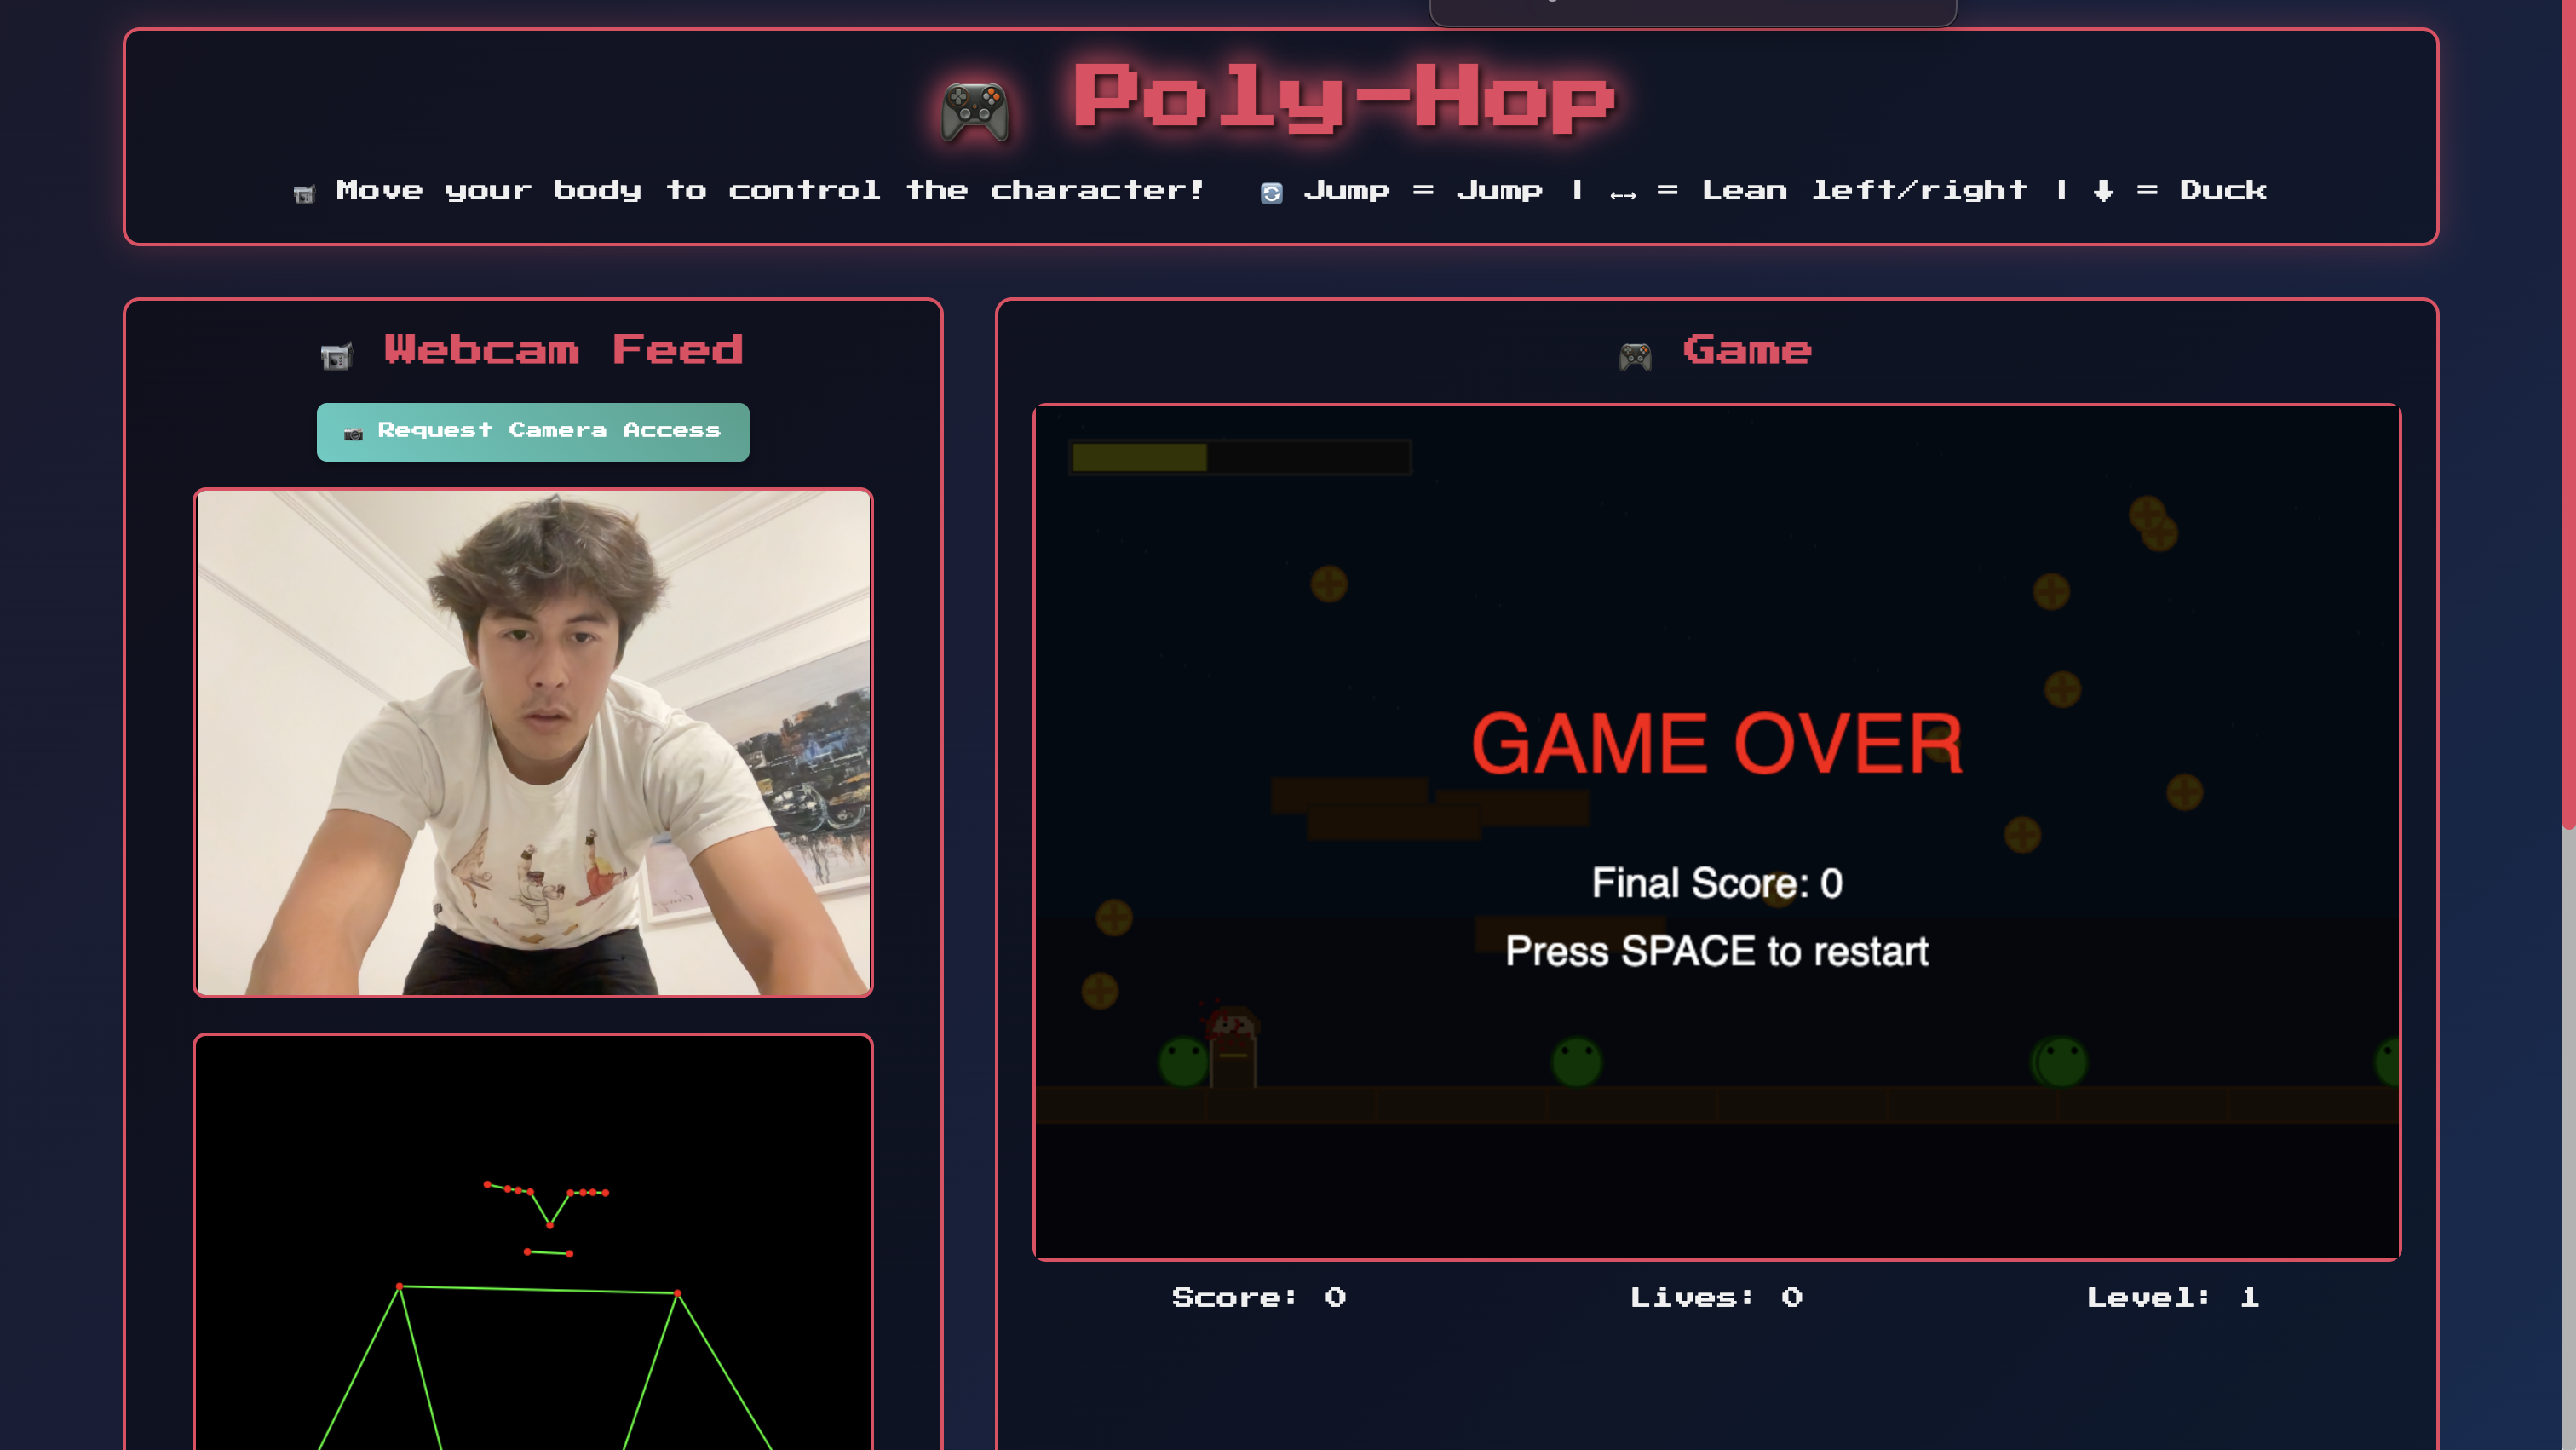 Poly-Hop
Move your body to control the character! Jump = Jump | ↔ = Lean left/right | ⬇ = Duck
Webcam Feed
Request Camera Access
Game
GAME OVER
Final Score: 0
Press SPACE to restart
Score: 0 Lives: 0 Level: 1